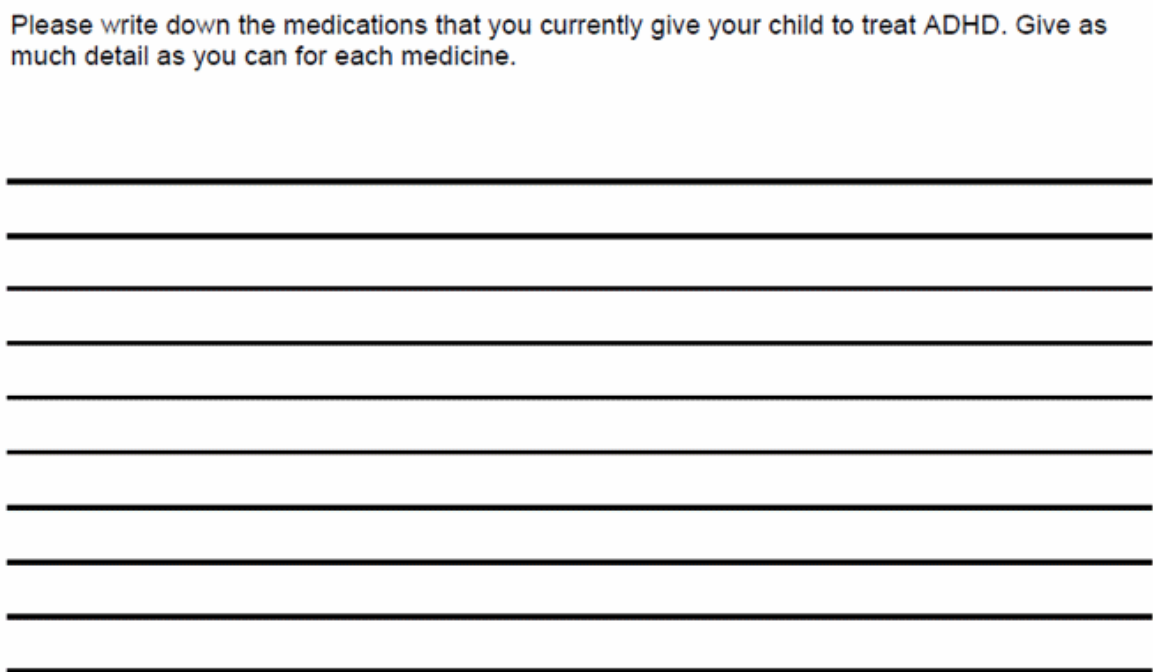 Please write down the medications that you currently give your child to treat ADHD. Give as
much detail as you can for each medicine.